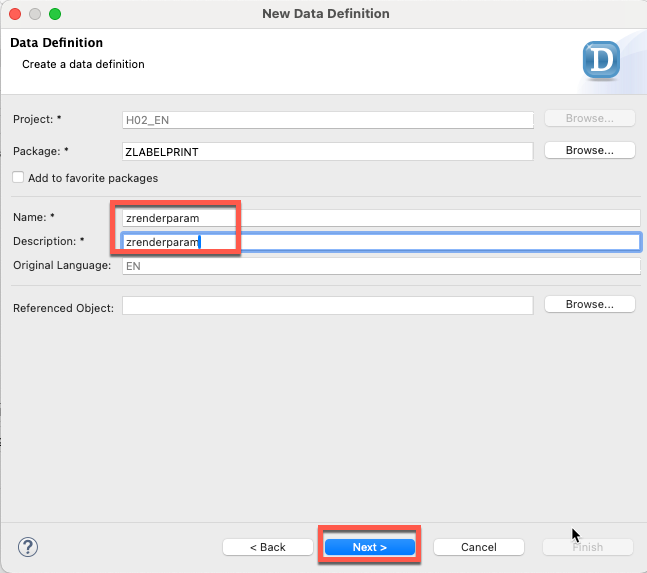 New Data Definition
Data Definition
Create a data definition
D
Project: * H02_EN Browse...
Package: * ZLABELPRINT Browse...
Add to favorite packages
Name: * zrenderparam
Description: * zrenderparam
Original Language: EN
Referenced Object: Browse...
? < Back Next > Cancel Finish